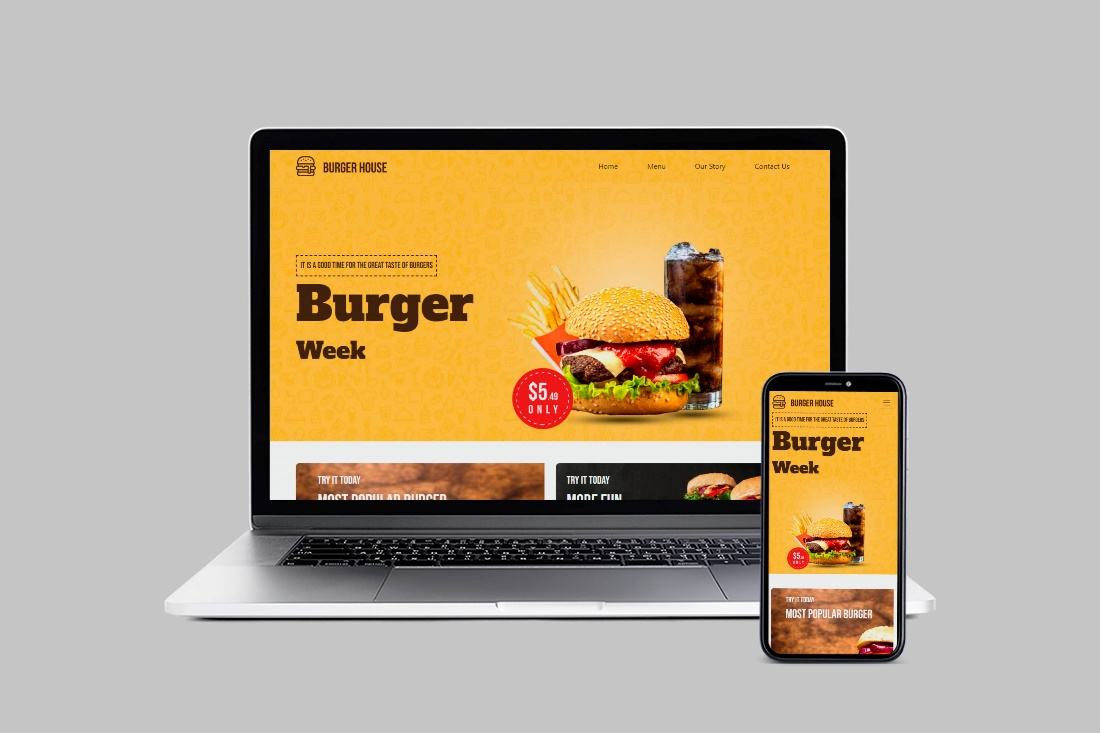 BURGER HOUSE
Home Menu Our Story Contact Us
IT IS A GOOD TIME FOR THE GREAT TASTE OF BURGERS
Burger
Week
$5.49
ONLY
TRY IT TODAY
MOST POPULAR BURGER
TRY IT TODAY
MORE FUN
BURGER HOUSE
IT IS A GOOD TIME FOR THE GREAT TASTE OF BURGERS
Burger
Week
$5.49
ONLY
TRY IT TODAY
MOST POPULAR BURGER